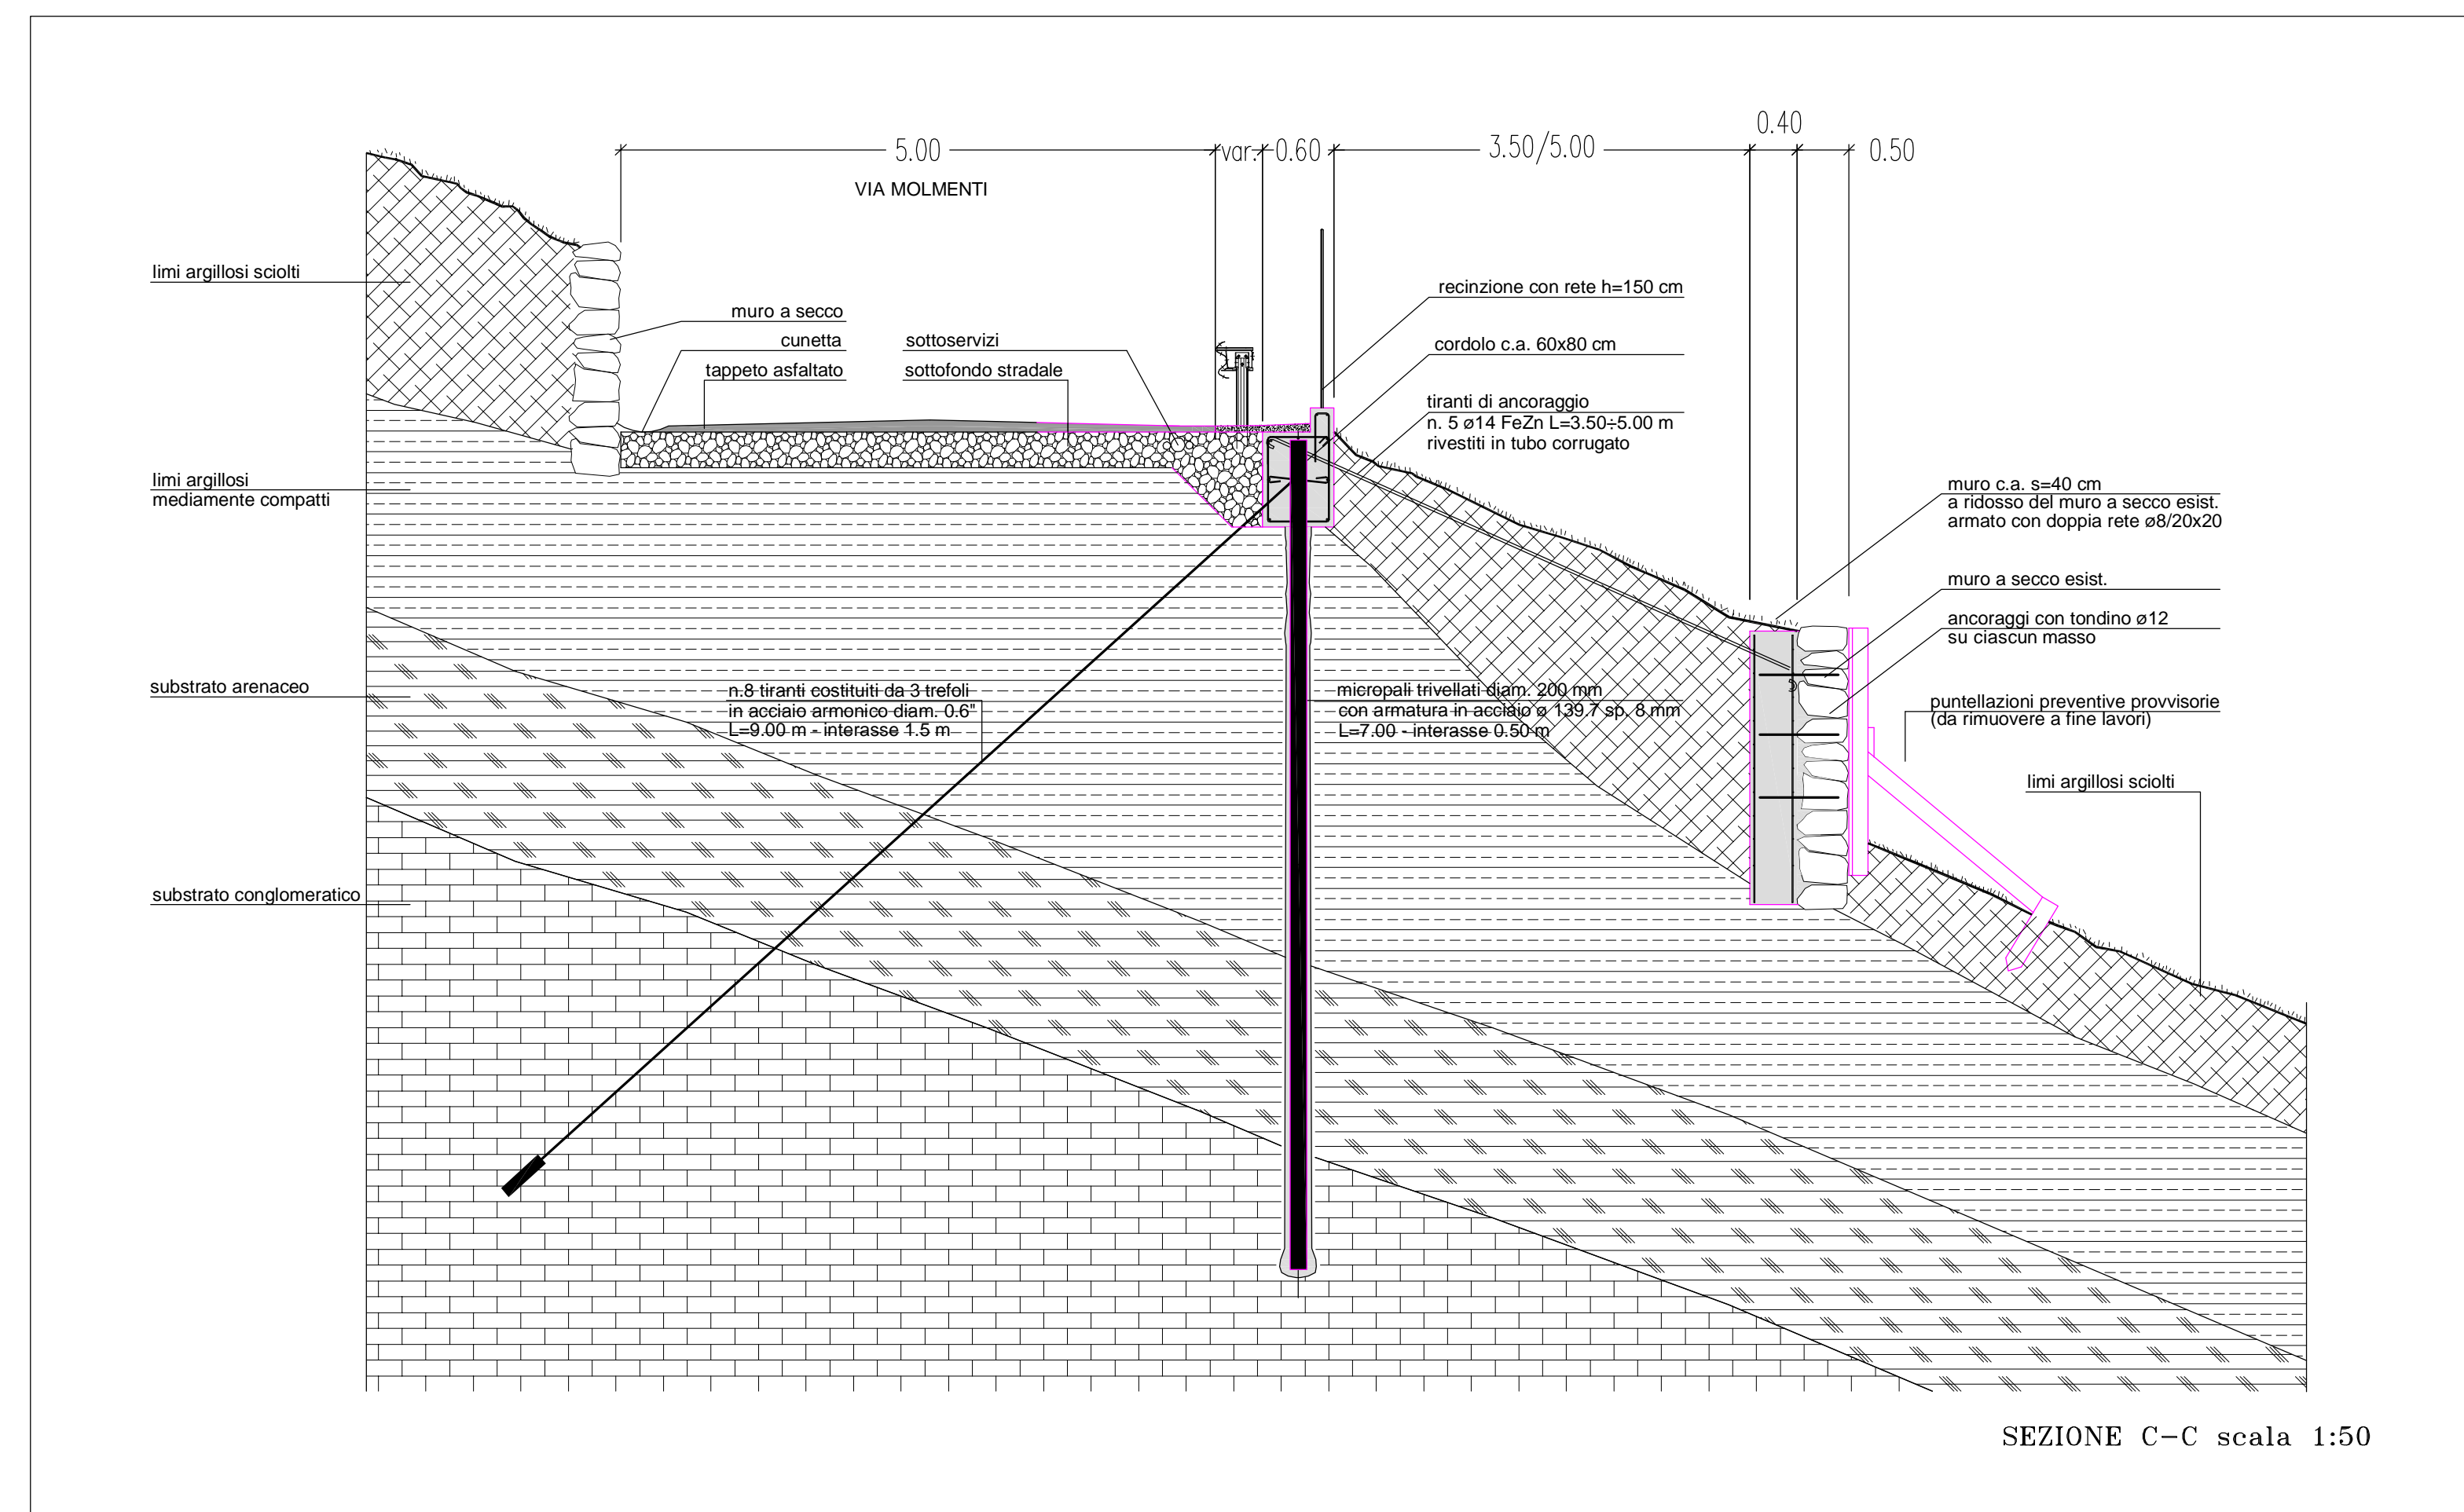 0.40
5.00
var.
0.60
3.50/5.00
0.50
VIA MOLMENTI
limi argillosi sciolti
muro a secco
cunetta
tappeto asfaltato
sottoservizi
sottofondo stradale
recinzione con rete h=150 cm
cordolo c.a. 60x80 cm
tiranti di ancoraggio
n. 5 ø14 FeZn L=3.50÷5.00 m
rivestiti in tubo corrugato
limi argillosi
mediamente compatti
muro c.a. s=40 cm
a ridosso del muro a secco esist.
armato con doppia rete ø8/20x20
muro a secco esist.
ancoraggi con tondino ø12
su ciascun masso
substrato arenaceo
n.8 tiranti costituiti da 3 trefoli
in acciaio armonico diam. 0.6"
L=9.00 m - interasse 1.5 m
micropali trivellati diam. 200 mm
con armatura in acciaio ø 139.7 sp. 8 mm
L=7.00 - interasse 0.50 m
puntellazioni preventive provvisorie
(da rimuovere a fine lavori)
limi argillosi sciolti
substrato conglomeratico
SEZIONE C-C scala 1:50